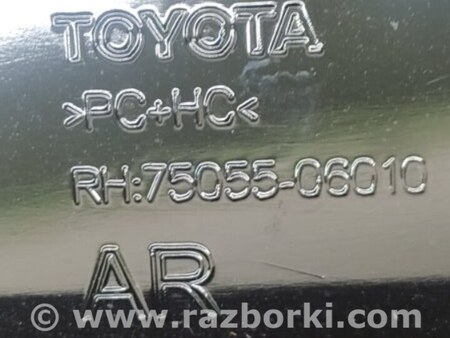 TOYOTA
>PC+HC<
RH:75055-06010
AR
© www.razborki.com